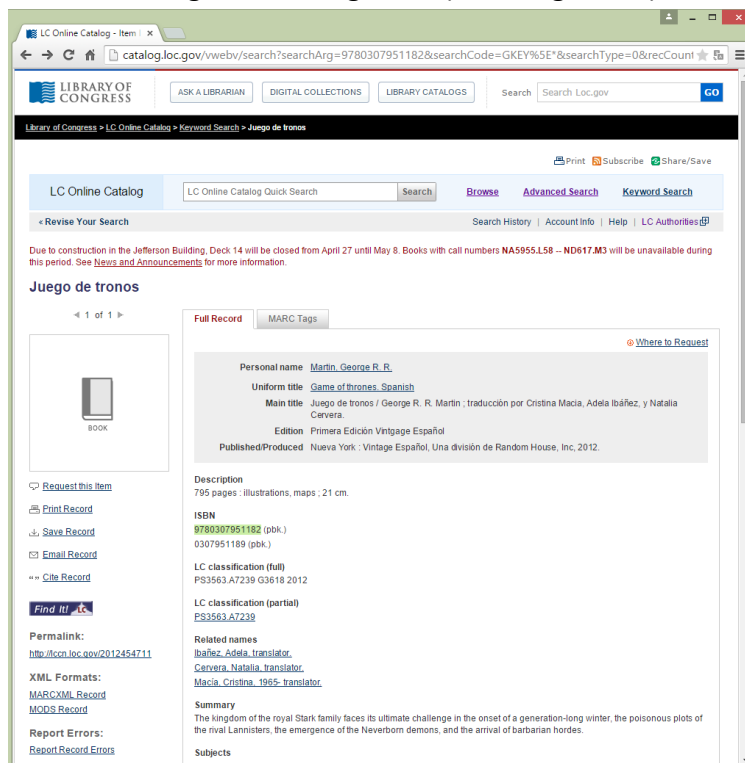 LC Online Catalog - Item I
catalog.loc.gov/vwebv/search?searchArg=9780307951182&searchCode=GKEY%5E*&searchType=0&recCount
LIBRARY OF
CONGRESS
ASK A LIBRARIAN
DIGITAL COLLECTIONS
LIBRARY CATALOGS
Search
Search Loc.gov
GO
Library of Congress > LC Online Catalog > Keyword Search > Juego de tronos
Print
Subscribe
Share/Save
LC Online Catalog
LC Online Catalog Quick Search
Search
Browse
Advanced Search
Keyword Search
« Revise Your Search
Search History | Account Info | Help | LC Authorities
Due to construction in the Jefferson Building, Deck 14 will be closed from April 27 until May 8. Books with call numbers NA5955.L58 -- ND617.M3 will be unavailable during
this period. See News and Announcements for more information.
Juego de tronos
1 of 1
BOOK
Request this Item
Print Record
Save Record
Email Record
Cite Record
Find It! LC
Permalink:
http://lccn.loc.gov/2012454711
XML Formats:
MARCXML Record
MODS Record
Report Errors:
Report Record Errors
Full Record
MARC Tags
Where to Request
Personal name Martin, George R. R.
Uniform title Game of thrones. Spanish
Main title Juego de tronos / George R. R. Martin ; traducción por Cristina Macia, Adela Ibáñez, y Natalia
Cervera.
Edition Primera Edición Vintgage Español
Published/Produced Nueva York : Vintage Español, Una división de Random House, Inc, 2012.
Description
795 pages : illustrations, maps ; 21 cm.
ISBN
9780307951182 (pbk.)
0307951189 (pbk.)
LC classification (full)
PS3563.A7239 G3618 2012
LC classification (partial)
PS3563.A7239
Related names
Ibañez, Adela, translator.
Cervera, Natalia, translator.
Macía, Cristina, 1965- translator.
Summary
The kingdom of the royal Stark family faces its ultimate challenge in the onset of a generation-long winter, the poisonous plots of
the rival Lannisters, the emergence of the Neverborn demons, and the arrival of barbarian hordes.
Subjects